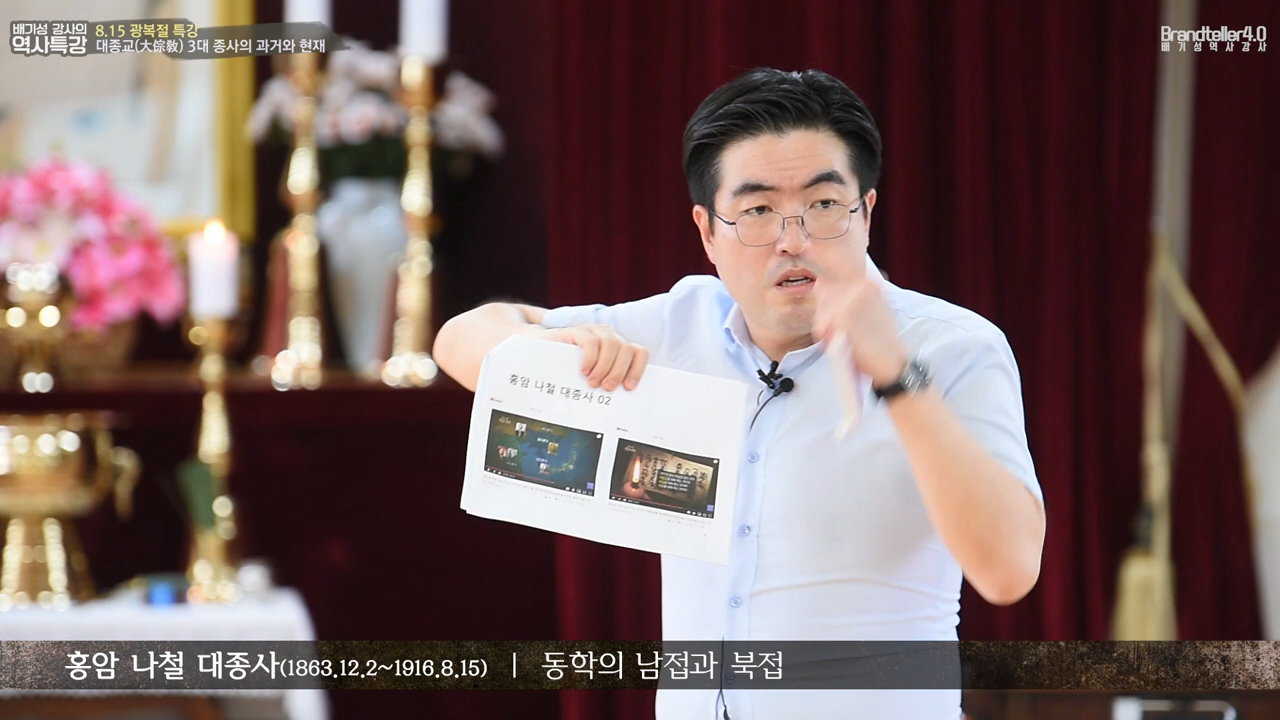 배기성 강사의
역사특강
8.15 광복절 특강
대종교(大倧敎) 3대 종사의 과거와 현재
Brandteller4.0
배기성역사강사
홍암 나철 대종사 02
홍암 나철 대종사(1863.12.2~1916.8.15) | 동학의 남접과 북접